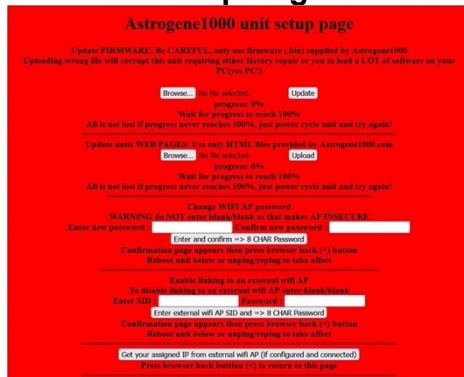 Astrogene1000 unit setup page
Update FIRMWARE: Be CAREFUL, only use firmware (.bin) supplied by Astrogene1000
Uploading wrong file will corrupt this unit requiring either factory repair or you to load a LOT of software on your
PC(yes PC!)
Browse... No file selected. Update
progress: 0%
Wait for progress to reach 100%
All is not lost if progress never reaches 100%, just power cycle unit and try again!
Update units WEB PAGES: Use only HTML files provided by Astrogene1000.com
Browse... No file selected. Upload
progress: 0%
Wait for progress to reach 100%
All is not lost if progress never reaches 100%, just power cycle unit and try again!
Change WIFI AP password
WARNING do NOT enter blank/blank as that makes AP INSECURE
Enter new password : Confirm new password :
Enter and confirm => 8 CHAR Password
Confirmation page appears then press browser back (<) button
Reboot unit below or unplug/replug to take affect
Enable linking to an external wifi AP
To disable linking to an external wifi AP enter blank/blank
Enter SID : Password :
Enter external wifi AP SID and => 8 CHAR Password
Confirmation page appears then press browser back (<) button
Reboot unit below or unplug/replug to take affect
Get your assigned IP from external wifi AP (if configured and connected)
Press browser back buttion (<) to return to this page